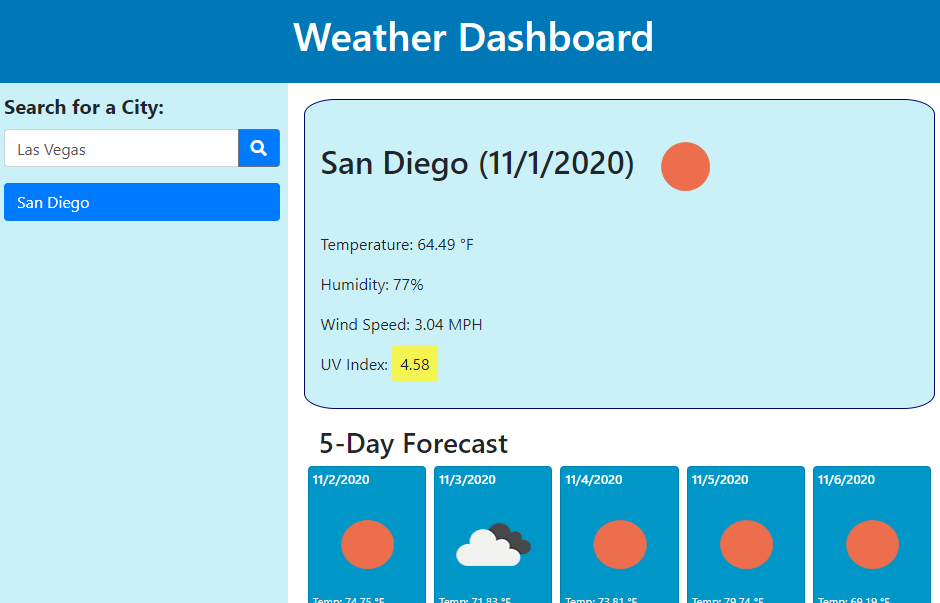 Weather Dashboard
Search for a City:
Las Vegas
San Diego
San Diego (11/1/2020)
Temperature: 64.49 °F
Humidity: 77%
Wind Speed: 3.04 MPH
UV Index: 4.58
5-Day Forecast
11/2/2020 11/3/2020 11/4/2020 11/5/2020 11/6/2020
Temp: 74.75 °F Temp: 71.83 °F Temp: 73.81 °F Temp: 79.74 °F Temp: 69.19 °F